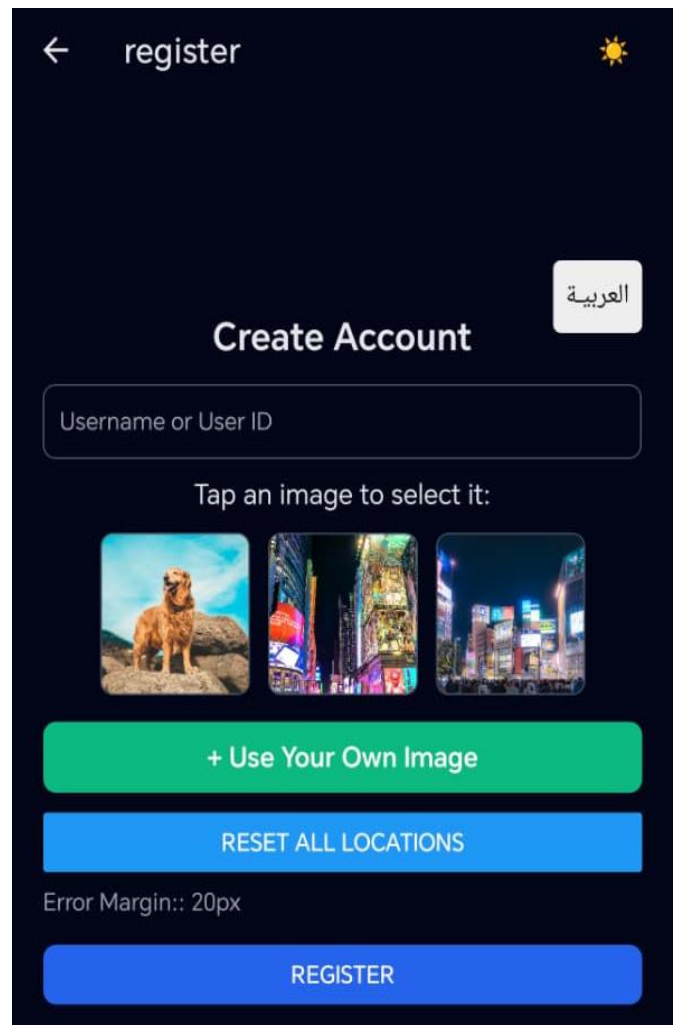 register
العربيـة
Create Account
Username or User ID
Tap an image to select it:
+ Use Your Own Image
RESET ALL LOCATIONS
Error Margin:: 20px
REGISTER